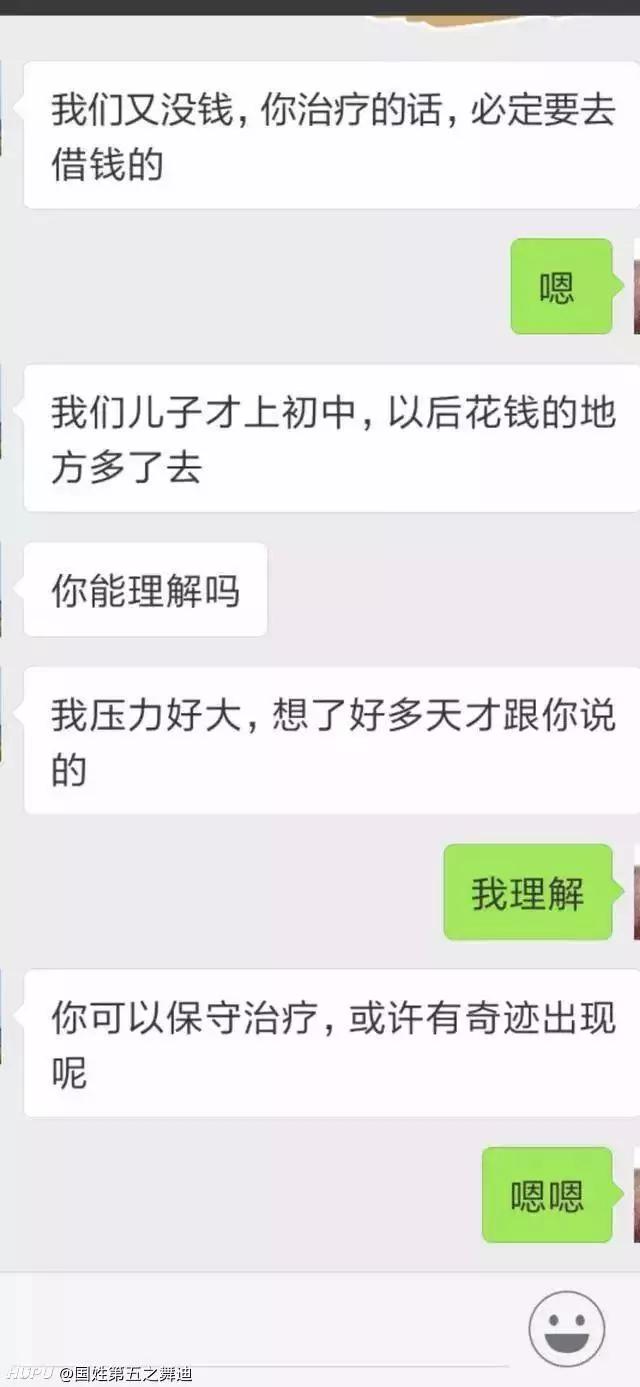 我们又没钱，你治疗的话，必定要去
借钱的
嗯
我们儿子才上初中，以后花钱的地
方多了去
你能理解吗
我压力好大，想了好多天才跟你说
的
我理解
你可以保守治疗，或许有奇迹出现
呢
嗯嗯
HUPU @国姓第五之舞迪